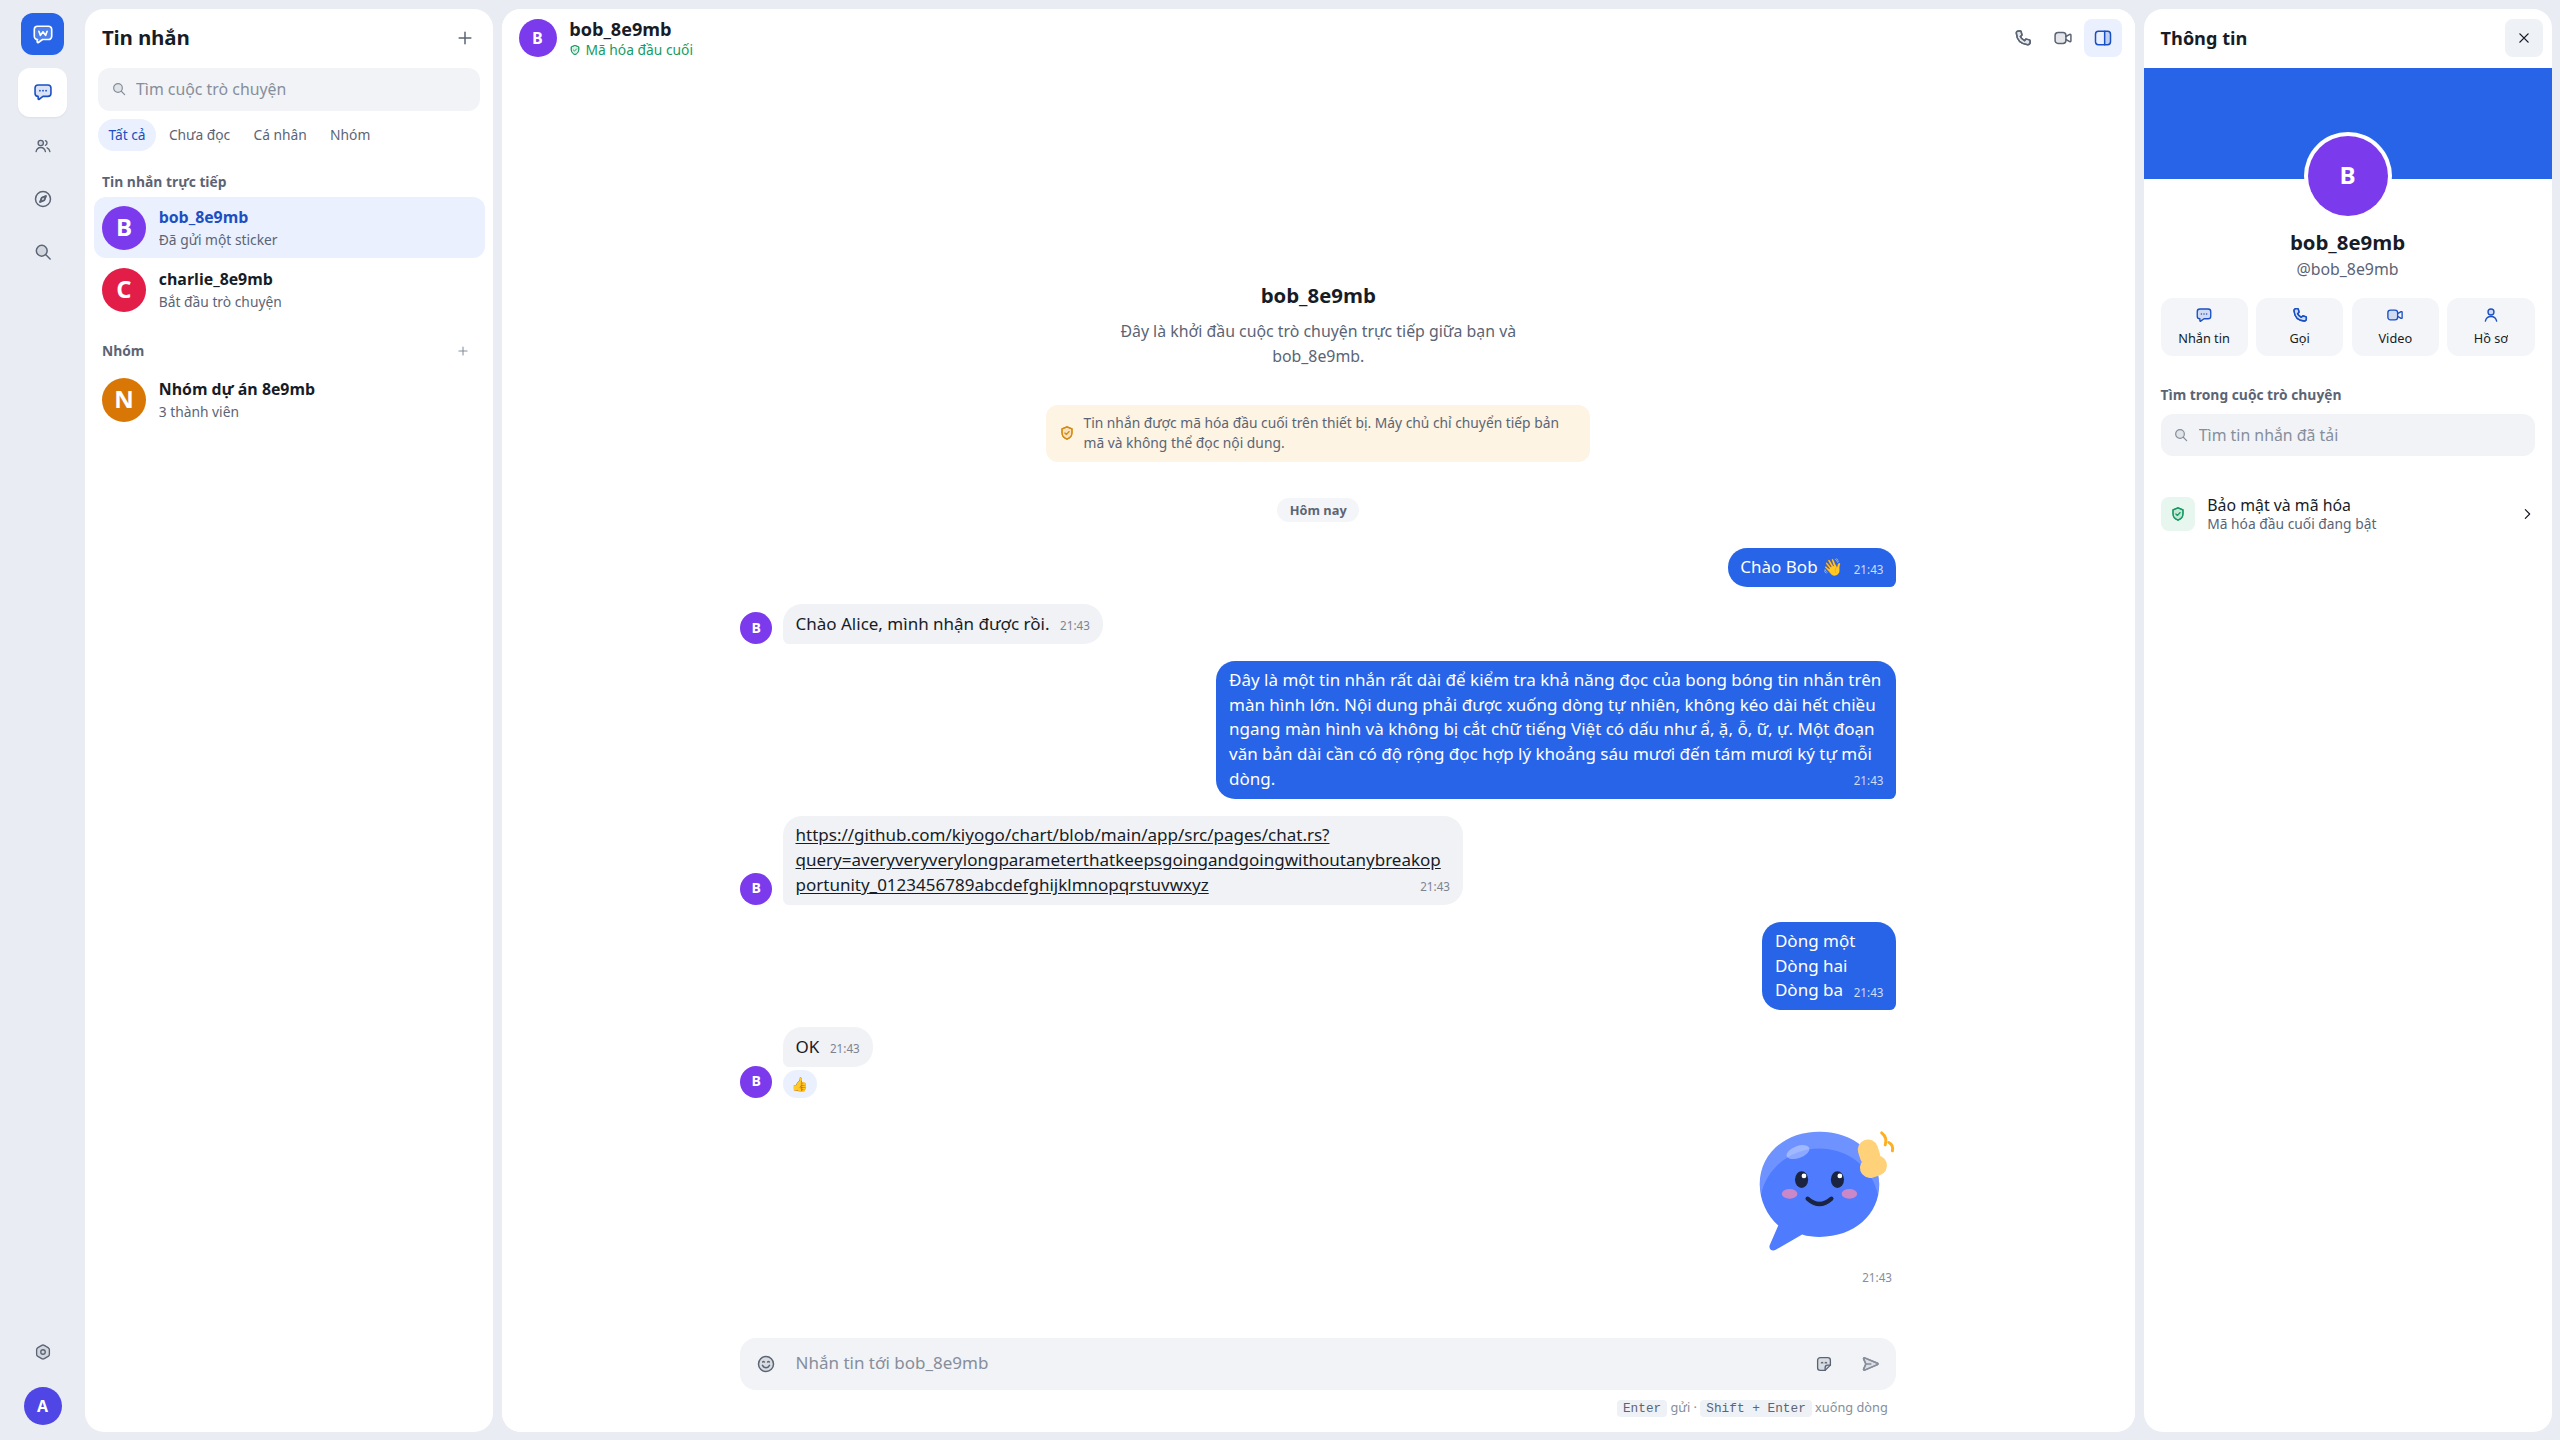 Tin nhắn
Tìm cuộc trò chuyện
Tất cả
Chưa đọc
Cá nhân
Nhóm
Tin nhắn trực tiếp
B
bob_8e9mb
Đã gửi một sticker
C
charlie_8e9mb
Bắt đầu trò chuyện
Nhóm
N
Nhóm dự án 8e9mb
3 thành viên
A
B
bob_8e9mb
Mã hóa đầu cuối
bob_8e9mb
Đây là khởi đầu cuộc trò chuyện trực tiếp giữa bạn và
bob_8e9mb.
Tin nhắn được mã hóa đầu cuối trên thiết bị. Máy chủ chỉ chuyển tiếp bản
mã và không thể đọc nội dung.
Hôm nay
Chào Bob 👋 21:43
B
Chào Alice, mình nhận được rồi. 21:43
Đây là một tin nhắn rất dài để kiểm tra khả năng đọc của bong bóng tin nhắn trên
màn hình lớn. Nội dung phải được xuống dòng tự nhiên, không kéo dài hết chiều
ngang màn hình và không bị cắt chữ tiếng Việt có dấu như ẩ, ặ, ỗ, ữ, ự. Một đoạn
văn bản dài cần có độ rộng đọc hợp lý khoảng sáu mươi đến tám mươi ký tự mỗi
dòng. 21:43
https://github.com/kiyogo/chart/blob/main/app/src/pages/chat.rs?
query=averyveryverylongparameterthatkeepsgoingandgoingwithoutanybreakop
portunity_0123456789abcdefghijklmnopqrstuvwxyz 21:43
B
Dòng một
Dòng hai
Dòng ba 21:43
OK 21:43
B
👍
21:43
Nhắn tin tới bob_8e9mb
Enter gửi · Shift + Enter xuống dòng
Thông tin
B
bob_8e9mb
@bob_8e9mb
Nhắn tin
Gọi
Video
Hồ sơ
Tìm trong cuộc trò chuyện
Tìm tin nhắn đã tải
Bảo mật và mã hóa
Mã hóa đầu cuối đang bật